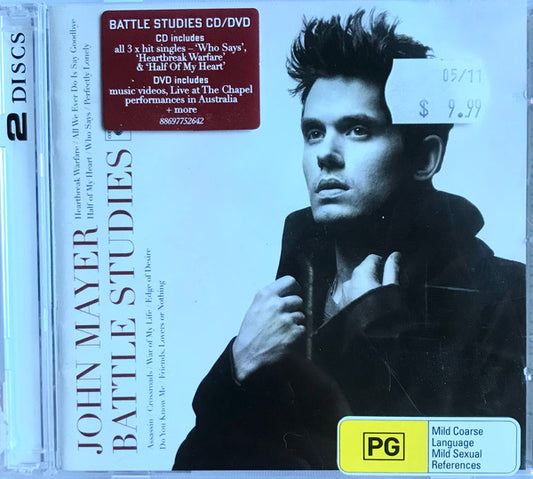 2 DISCS
BATTLE STUDIES CD/DVD
CD includes
all 3 x hit singles – 'Who Says',
'Heartbreak Warfare'
& 'Half Of My Heart'
DVD includes
music videos, Live at The Chapel
performances in Australia
+ more
88697752642
05/11
$ 9.99
JOHN MAYER
BATTLE STUDIES
Heartbreak Warfare / All We Ever Do Is Say Goodbye
Half of My Heart / Who Says / Perfectly Lonely
Assassin / Crossroads / War of My Life / Edge of Desire
Do You Know Me / Friends, Lovers or Nothing
PG
Mild Coarse
Language
Mild Sexual
References